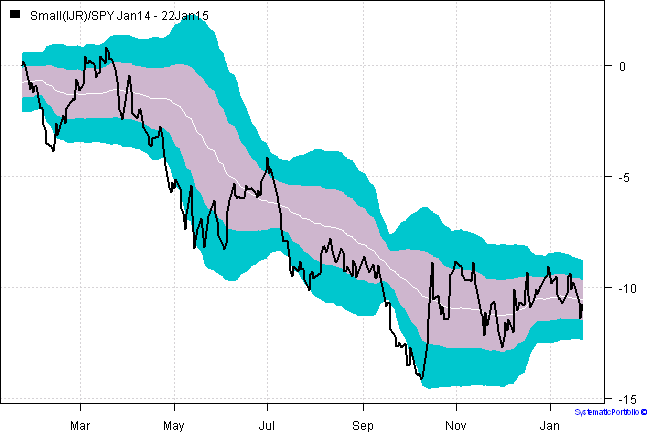 Small(IJR)/SPY Jan14 - 22Jan15
0
-5
-10
-15
Mar May Jul Sep Nov Jan
SystematicPortfolio ©